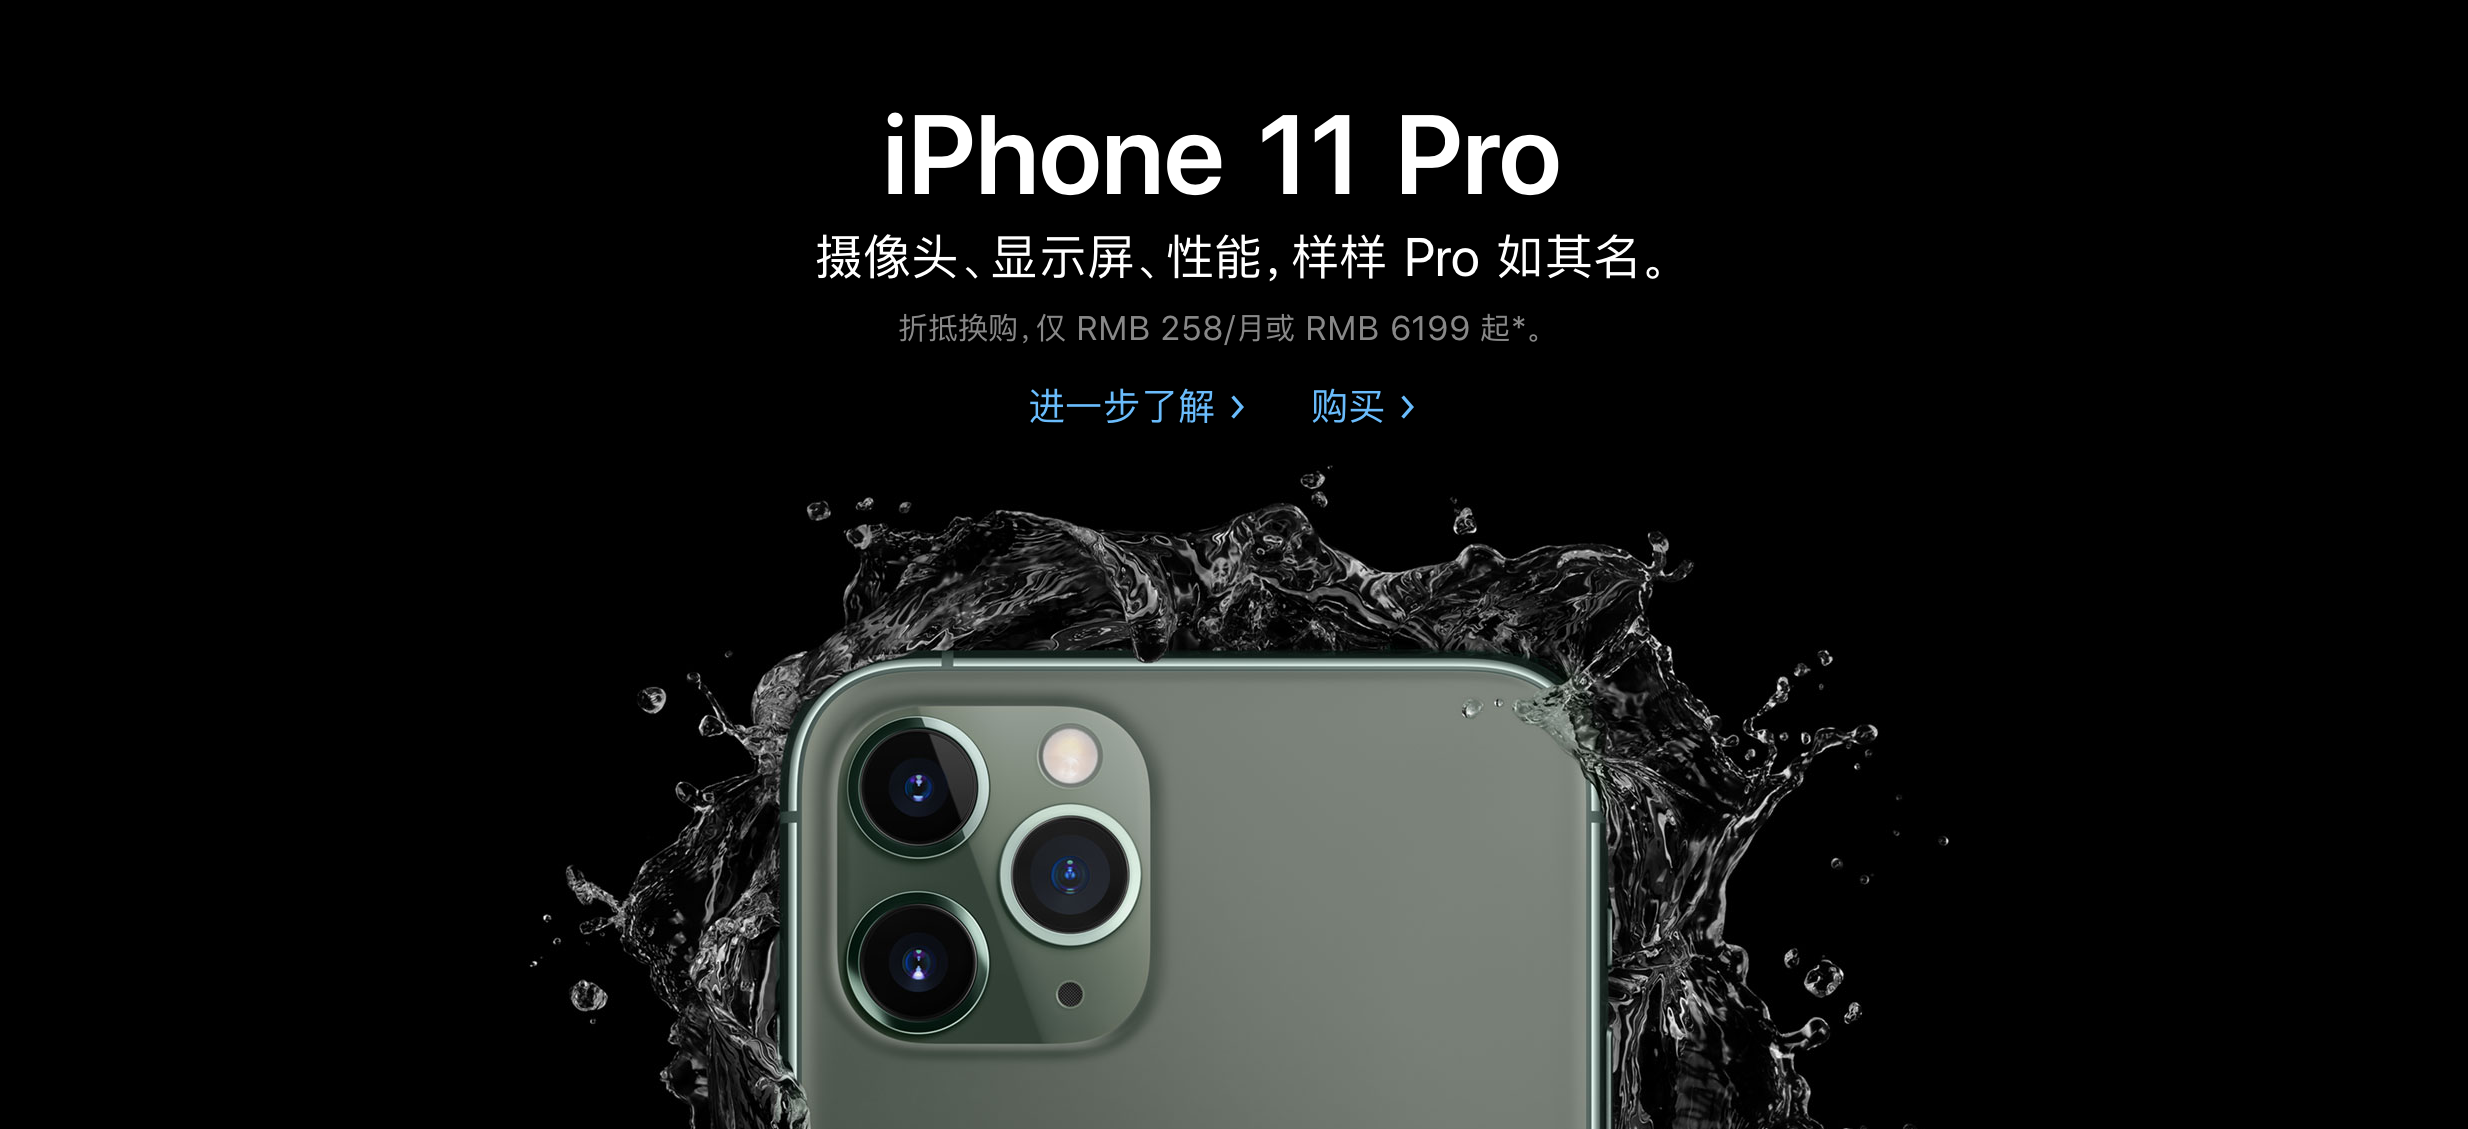 iPhone 11 Pro
摄像头、显示屏、性能，样样 Pro 如其名。
折抵换购，仅 RMB 258/月或 RMB 6199 起*。
进一步了解 > 购买 >